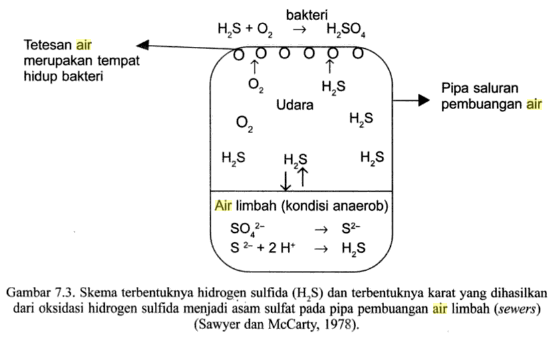 bakteri
H₂S + O₂ → H₂SO₄
Tetesan air
merupakan tempat
hidup bakteri
O₂ H₂S
Udara
Pipa saluran
pembuangan air
O₂ H₂S
H₂S H₂S H₂S
Air limbah (kondisi anaerob)
SO₄²⁻ → S²⁻
S²⁻ + 2 H⁺ → H₂S
Gambar 7.3. Skema terbentuknya hidrogen sulfida (H₂S) dan terbentuknya karat yang dihasilkan
dari oksidasi hidrogen sulfida menjadi asam sulfat pada pipa pembuangan air limbah (sewers)
(Sawyer dan McCarty, 1978).